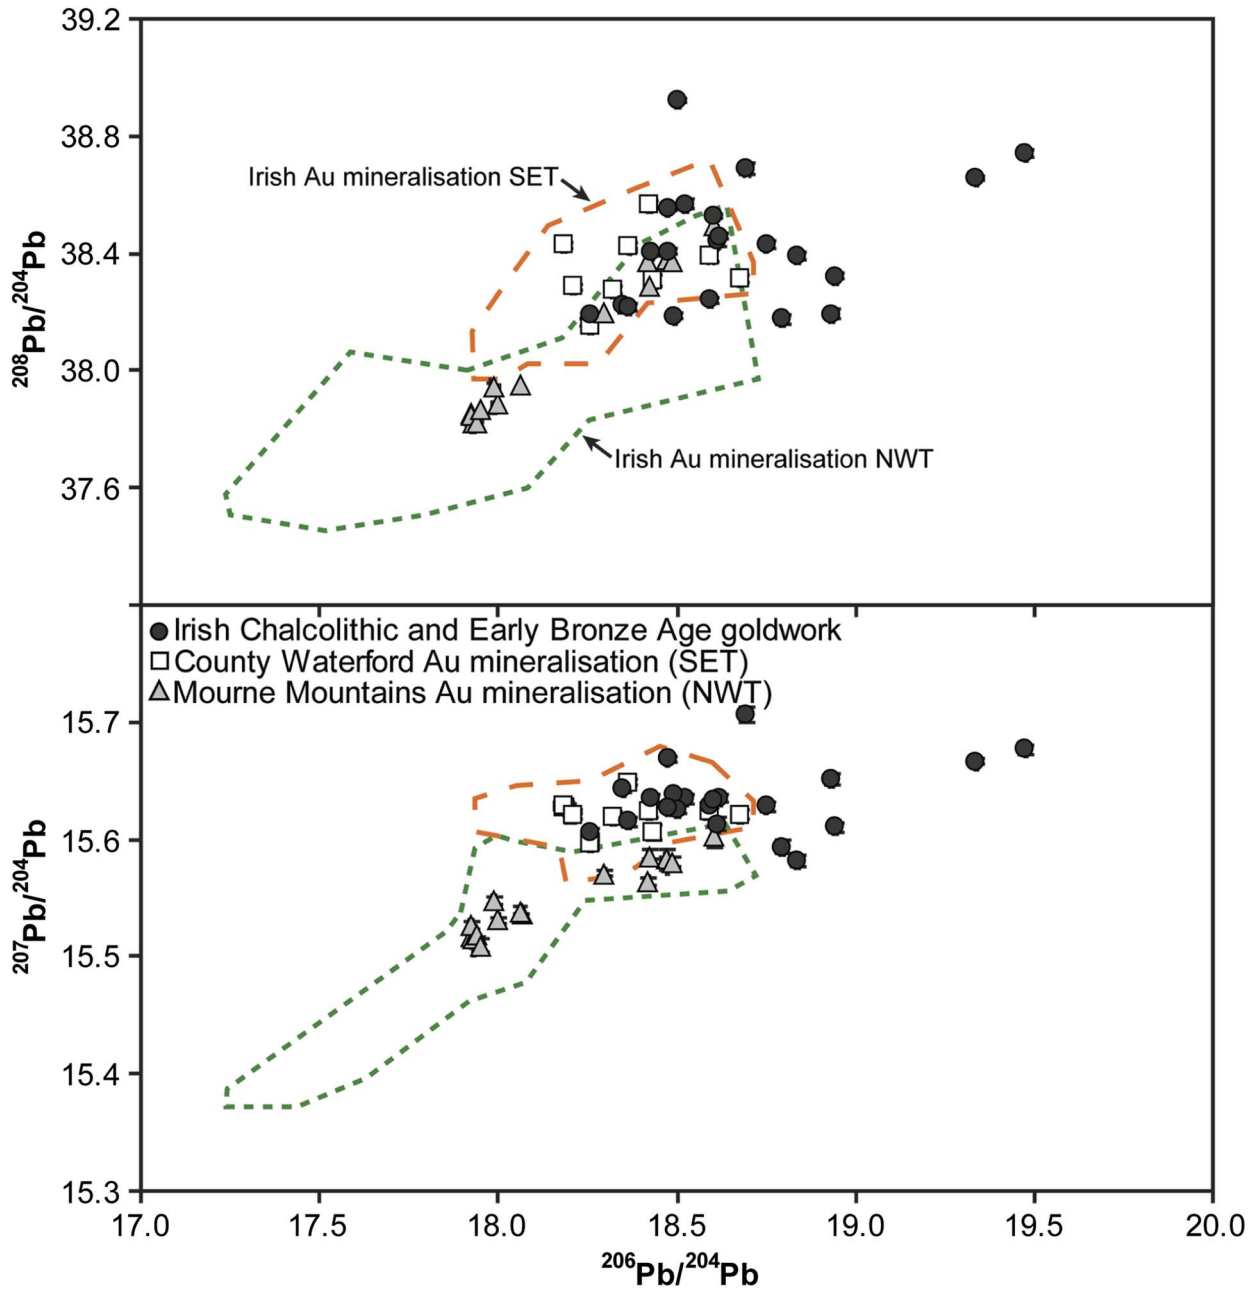 39.2
38.8
Irish Au mineralisation SET
38.4
208Pb/204Pb
38.0
Irish Au mineralisation NWT
37.6
Irish Chalcolithic and Early Bronze Age goldwork
County Waterford Au mineralisation (SET)
Mourne Mountains Au mineralisation (NWT)
15.7
15.6
207Pb/204Pb
15.5
15.4
15.3
17.0 17.5 18.0 18.5 19.0 19.5 20.0
206Pb/204Pb